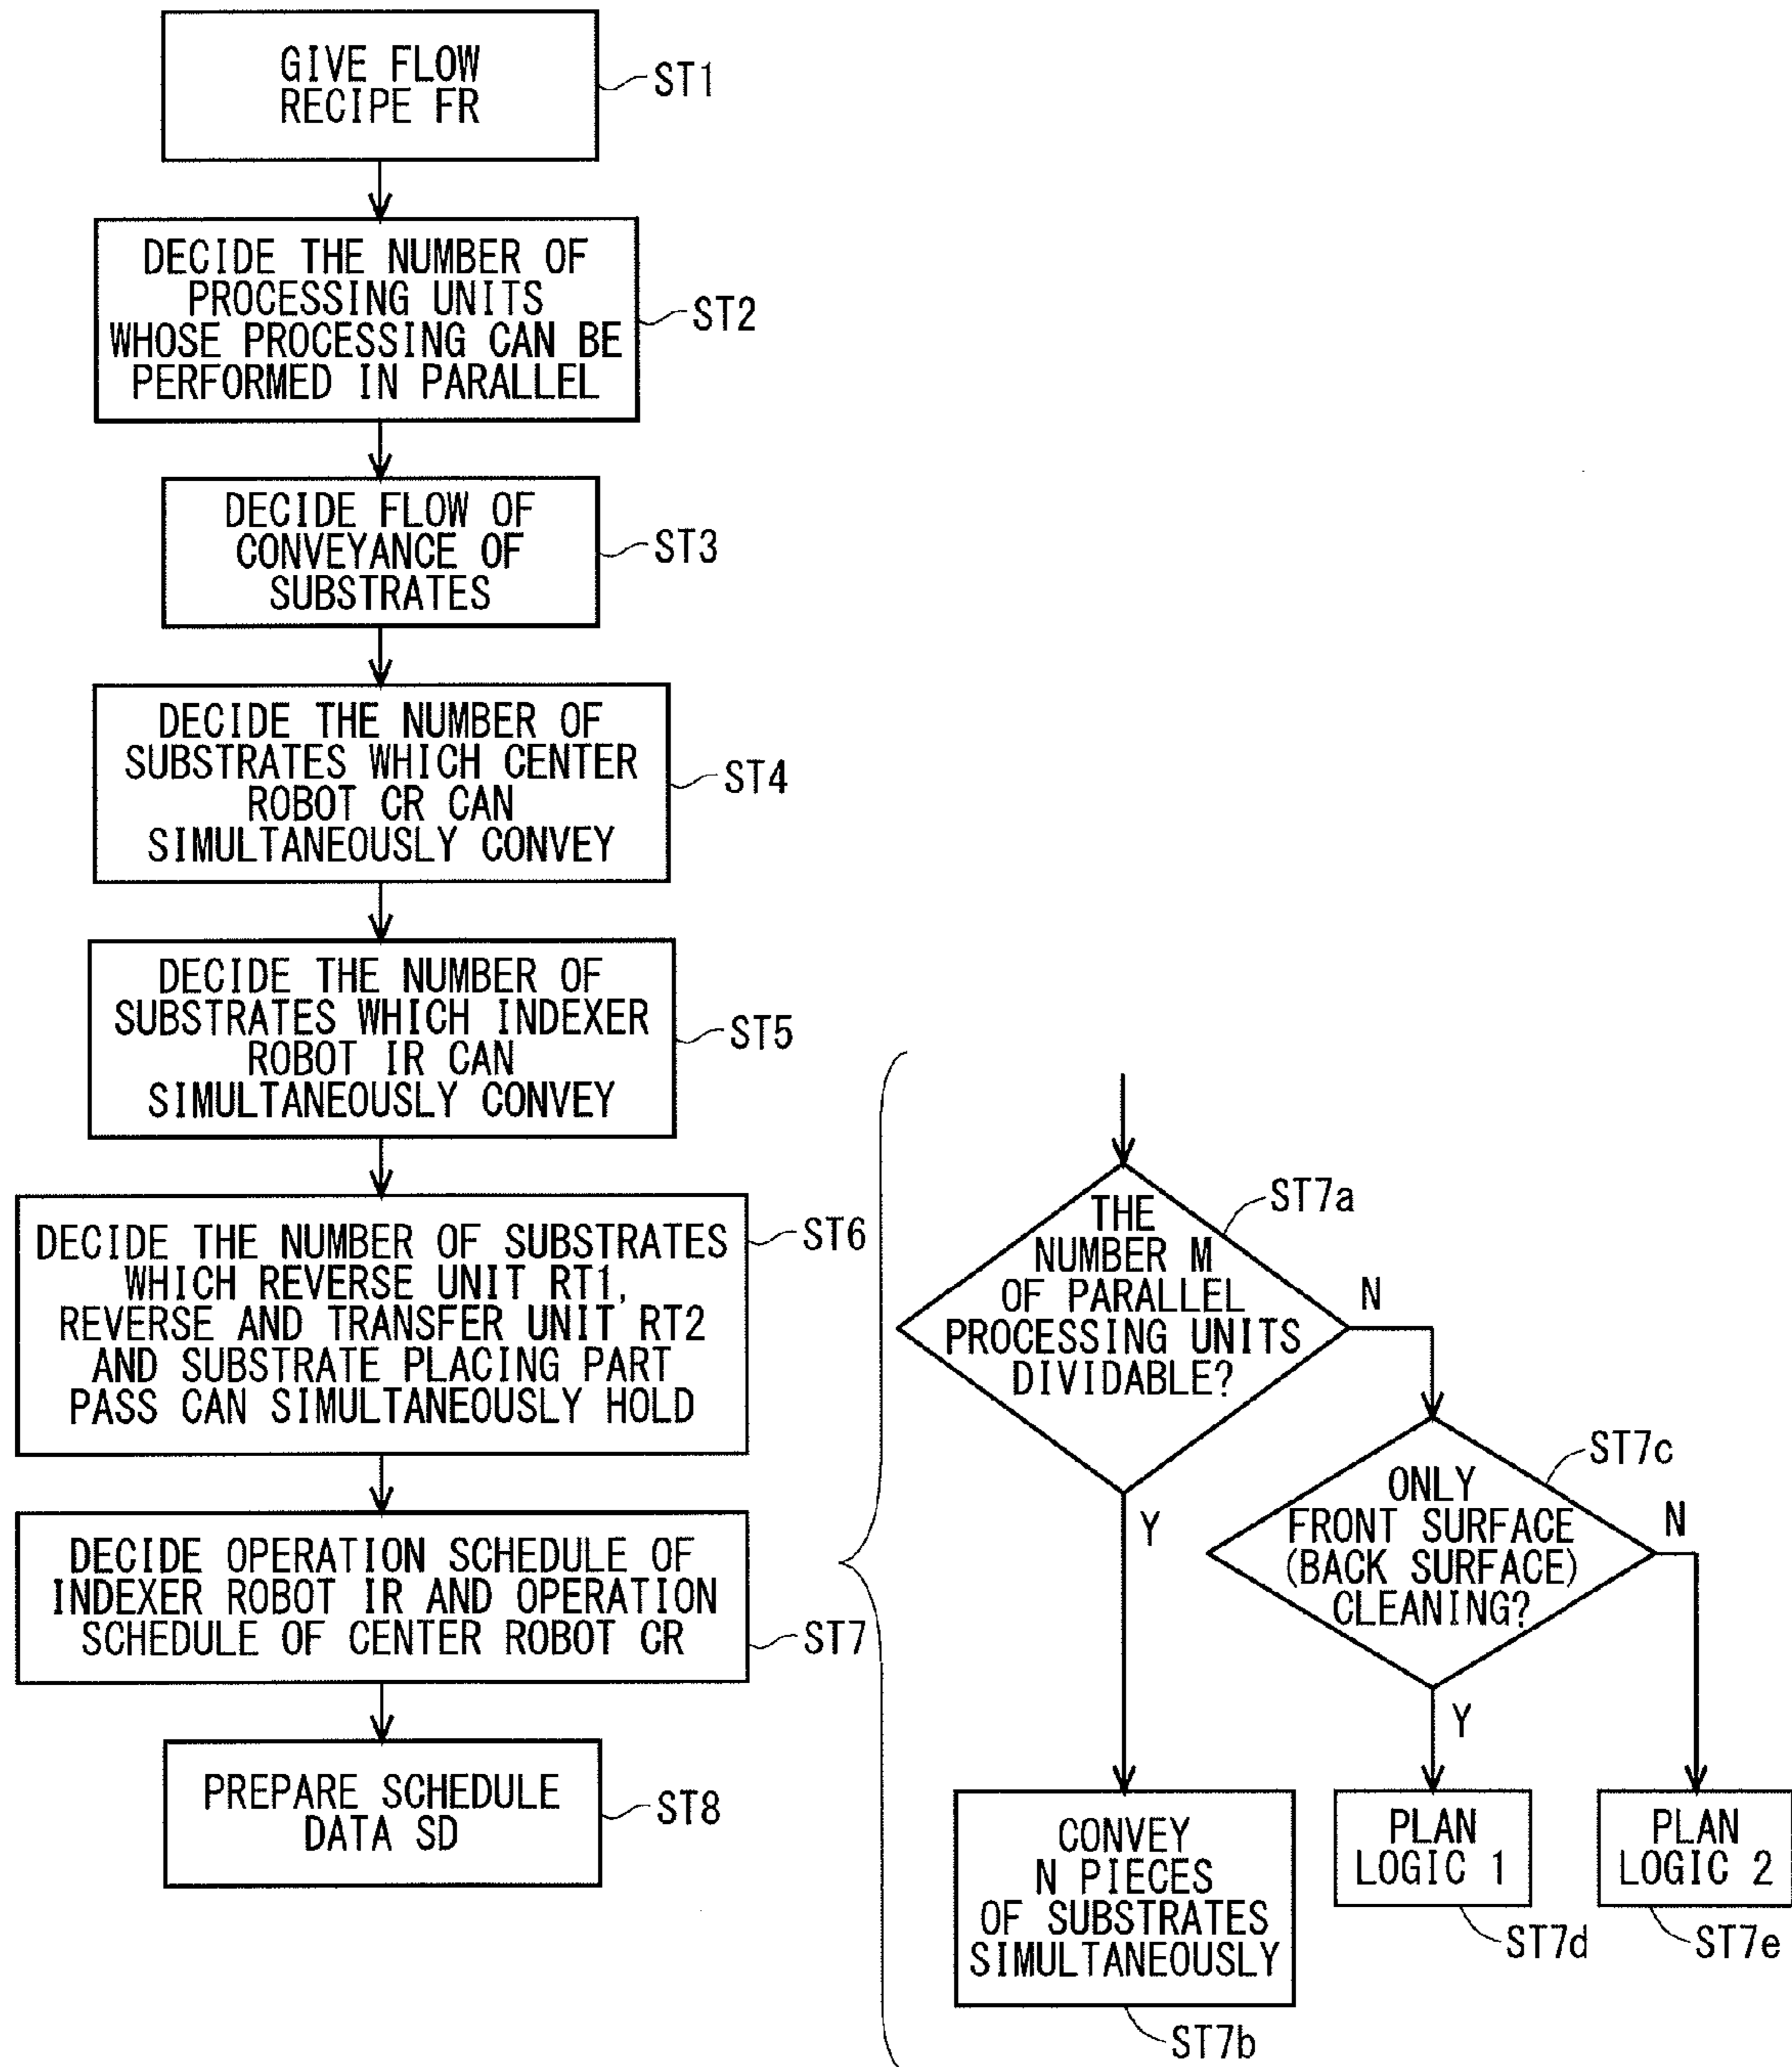 GIVE FLOW
RECIPE FR
ST1
DECIDE THE NUMBER OF
PROCESSING UNITS
WHOSE PROCESSING CAN BE
PERFORMED IN PARALLEL
ST2
DECIDE FLOW OF
CONVEYANCE OF
SUBSTRATES
ST3
DECIDE THE NUMBER OF
SUBSTRATES WHICH CENTER
ROBOT CR CAN
SIMULTANEOUSLY CONVEY
ST4
DECIDE THE NUMBER OF
SUBSTRATES WHICH INDEXER
ROBOT IR CAN
SIMULTANEOUSLY CONVEY
ST5
DECIDE THE NUMBER OF SUBSTRATES
WHICH REVERSE UNIT RT1,
REVERSE AND TRANSFER UNIT RT2
AND SUBSTRATE PLACING PART
PASS CAN SIMULTANEOUSLY HOLD
ST6
DECIDE OPERATION SCHEDULE OF
INDEXER ROBOT IR AND OPERATION
SCHEDULE OF CENTER ROBOT CR
ST7
PREPARE SCHEDULE
DATA SD
ST8
THE
NUMBER M
OF PARALLEL
PROCESSING UNITS
DIVIDABLE?
ST7a
N
Y
ONLY
FRONT SURFACE
(BACK SURFACE)
CLEANING?
ST7c
N
Y
CONVEY
N PIECES
OF SUBSTRATES
SIMULTANEOUSLY
ST7b
PLAN
LOGIC 1
ST7d
PLAN
LOGIC 2
ST7e